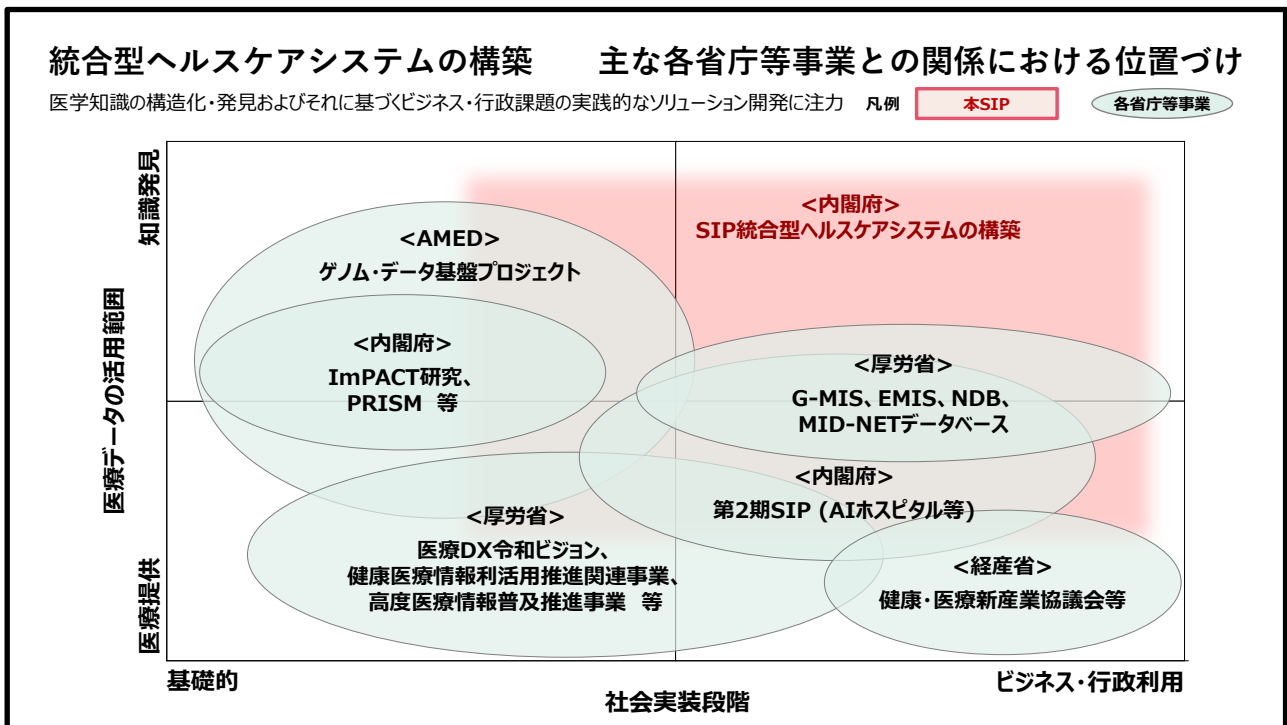 統合型ヘルスケアシステムの構築　　主な各省庁等事業との関係における位置づけ
医学知識の構造化・発見およびそれに基づくビジネス・行政課題の実践的なソリューション開発に注力
凡例
本SIP
各省庁等事業
知識発見
医療データの活用範囲
医療提供
<内閣府>
SIP統合型ヘルスケアシステムの構築
<AMED>
ゲノム・データ基盤プロジェクト
<内閣府>
ImPACT研究、
PRISM 等
<厚労省>
G-MIS、EMIS、NDB、
MID-NETデータベース
<内閣府>
第2期SIP (AIホスピタル等)
<厚労省>
医療DX令和ビジョン、
健康医療情報利活用推進関連事業、
高度医療情報普及推進事業 等
<経産省>
健康・医療新産業協議会等
基礎的
社会実装段階
ビジネス・行政利用